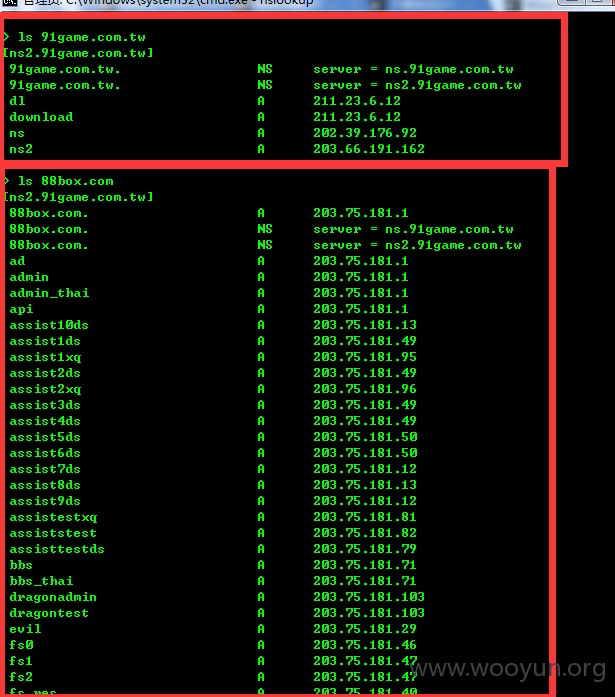 管理员: C:\Windows\system32\cmd.exe - nslookup
> ls 91game.com.tw
[ns2.91game.com.tw]
91game.com.tw. NS server = ns.91game.com.tw
91game.com.tw. NS server = ns2.91game.com.tw
dl A 211.23.6.12
download A 211.23.6.12
ns A 202.39.176.92
ns2 A 203.66.191.162
> ls 88box.com
[ns2.91game.com.tw]
88box.com. A 203.75.181.1
88box.com. NS server = ns.91game.com.tw
88box.com. NS server = ns2.91game.com.tw
ad A 203.75.181.1
admin A 203.75.181.1
admin_thai A 203.75.181.1
api A 203.75.181.1
assist10ds A 203.75.181.13
assist1ds A 203.75.181.49
assist1xq A 203.75.181.95
assist2ds A 203.75.181.49
assist2xq A 203.75.181.96
assist3ds A 203.75.181.49
assist4ds A 203.75.181.49
assist5ds A 203.75.181.50
assist6ds A 203.75.181.50
assist7ds A 203.75.181.12
assist8ds A 203.75.181.13
assist9ds A 203.75.181.12
assistestxq A 203.75.181.81
assiststest A 203.75.181.82
assisttestds A 203.75.181.79
bbs A 203.75.181.71
bbs_thai A 203.75.181.71
dragonadmin A 203.75.181.103
dragontest A 203.75.181.103
evil A 203.75.181.29
fs0 A 203.75.181.46
fs1 A 203.75.181.47
fs2 A 203.75.181.47
fs_res A 203.75.181.40
www.wooyun.org